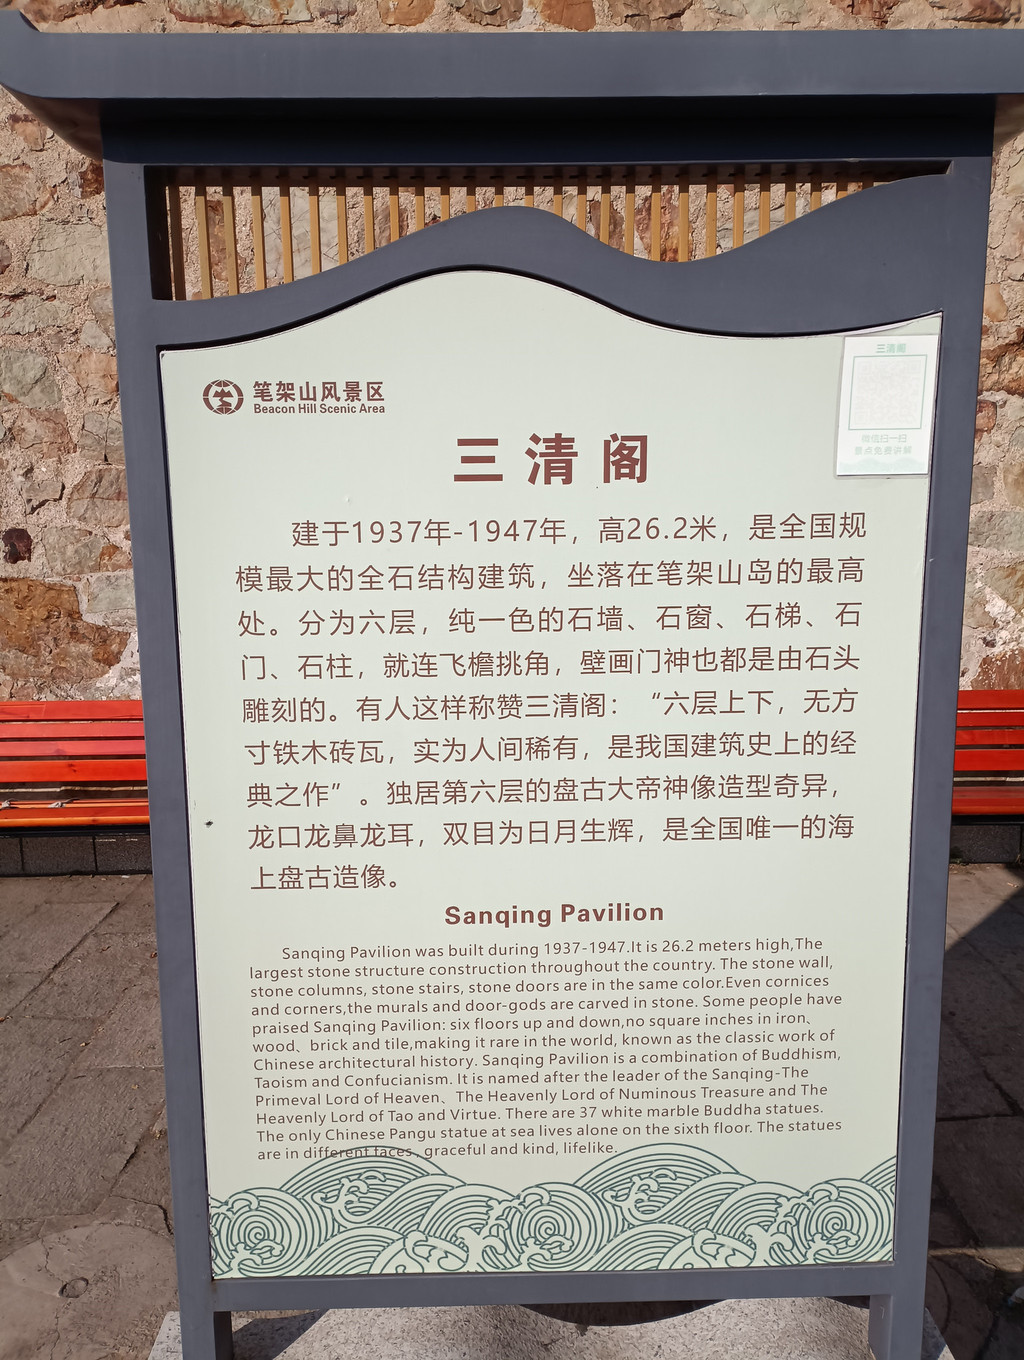 笔架山风景区
Beacon Hill Scenic Area
三清阁
微信扫一扫
景点免费讲解
三清阁
建于1937年-1947年，高26.2米，是全国规
模最大的全石结构建筑，坐落在笔架山岛的最高
处。分为六层，纯一色的石墙、石窗、石梯、石
门、石柱，就连飞檐挑角，壁画门神也都是由石头
雕刻的。有人这样称赞三清阁：“六层上下，无方
寸铁木砖瓦，实为人间稀有，是我国建筑史上的经
典之作”。独居第六层的盘古大帝神像造型奇异，
龙口龙鼻龙耳，双目为日月生辉，是全国唯一的海
上盘古造像。
Sanqing Pavilion
Sanqing Pavilion was built during 1937-1947.It is 26.2 meters high,The
largest stone structure construction throughout the country. The stone wall,
stone columns, stone stairs, stone doors are in the same color.Even cornices
and corners,the murals and door-gods are carved in stone. Some people have
praised Sanqing Pavilion: six floors up and down,no square inches in iron、
wood、brick and tile,making it rare in the world, known as the classic work of
Chinese architectural history. Sanqing Pavilion is a combination of Buddhism,
Taoism and Confucianism. It is named after the leader of the Sanqing-The
Primeval Lord of Heaven、The Heavenly Lord of Numinous Treasure and The
Heavenly Lord of Tao and Virtue. There are 37 white marble Buddha statues.
The only Chinese Pangu statue at sea lives alone on the sixth floor. The statues
are in different faces , graceful and kind, lifelike.